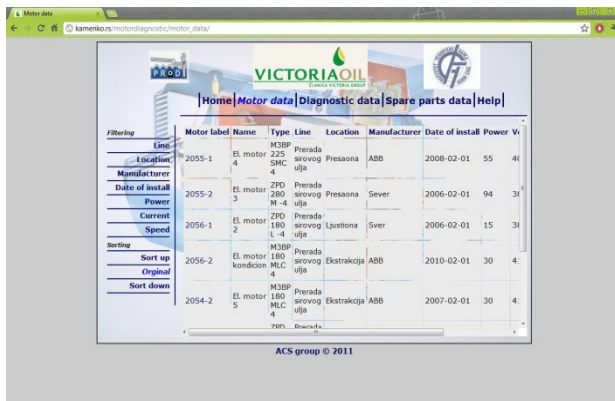 Motor data
kamenko.rs/motordiagnostic/motor_data/
PRODI
VICTORIAOIL
ČLANICA VICTORIA GROUP
Home|Motor data|Diagnostic data|Spare parts data|Help|
Filtering
Line
Location
Manufacturer
Date of install
Power
Current
Speed
Sorting
Sort up
Orginal
Sort down
Motor label Name Type Line Location Manufacturer Date of install Power
2055-1 El. motor 4 M3BP 225 SMC 4 Prerada sirovog ulja Presaona ABB 2008-02-01 55
2055-2 El. motor 3 ZPD 280 M -4 Prerada sirovog ulja Presaona Sever 2006-02-01 94
2056-1 El. motor 2 ZPD 180 L -4 Prerada sirovog ulja Ljustiona Sver 2006-02-01 15
2056-2 El. motor kondicion M3BP 180 MLC 4 Prerada sirovog ulja Ekstrakcija ABB 2010-02-01 30
2054-2 El. motor 5 M3BP 180 MLC 4 Prerada sirovog ulja Ekstrakcija ABB 2007-02-01 30
ZPD Prerada
ACS group © 2011